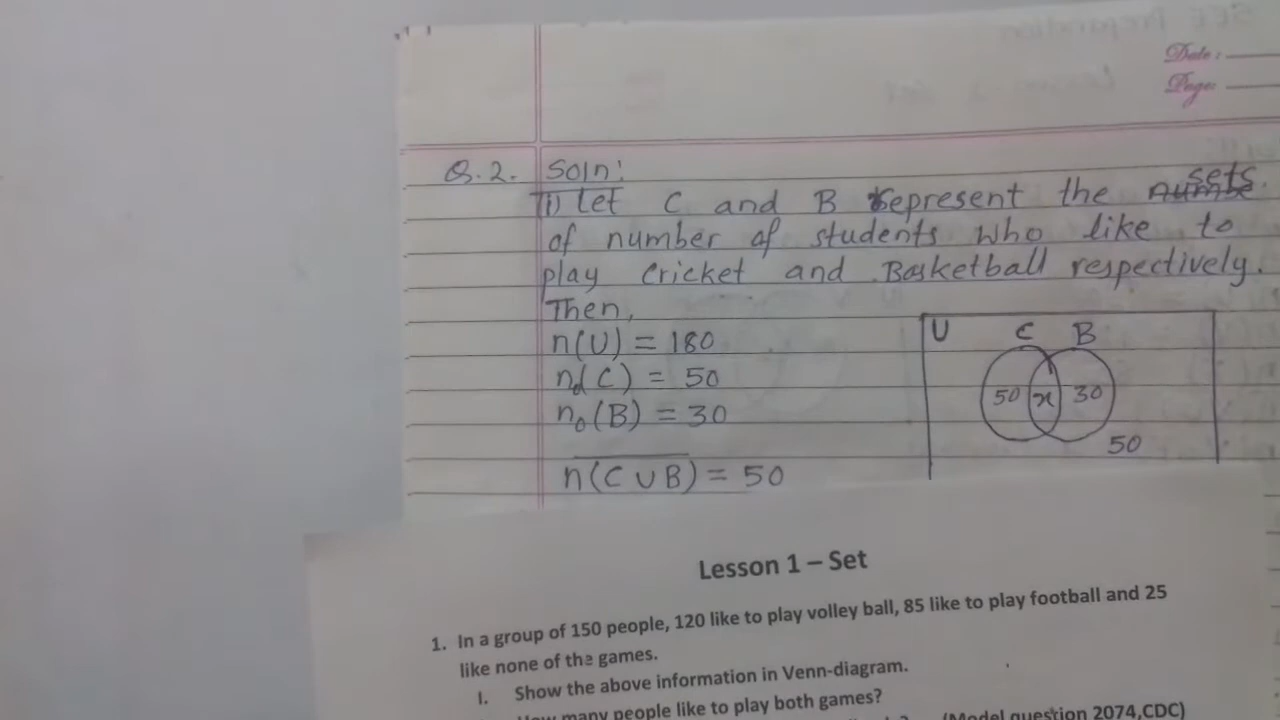 Date:
Page:
Q.2. Soln:
i) Let C and B represent the sets
of number of students who like to
play cricket and Basketball respectively.
Then,
n(U) = 180
n₀(C) = 50
n₀(B) = 30
n(C ∪ B) = 50
U C B
50 x 30
50
Lesson 1 – Set
1. In a group of 150 people, 120 like to play volley ball, 85 like to play football and 25
like none of the games.
I. Show the above information in Venn-diagram.
How many people like to play both games?
(Model question 2074,CDC)